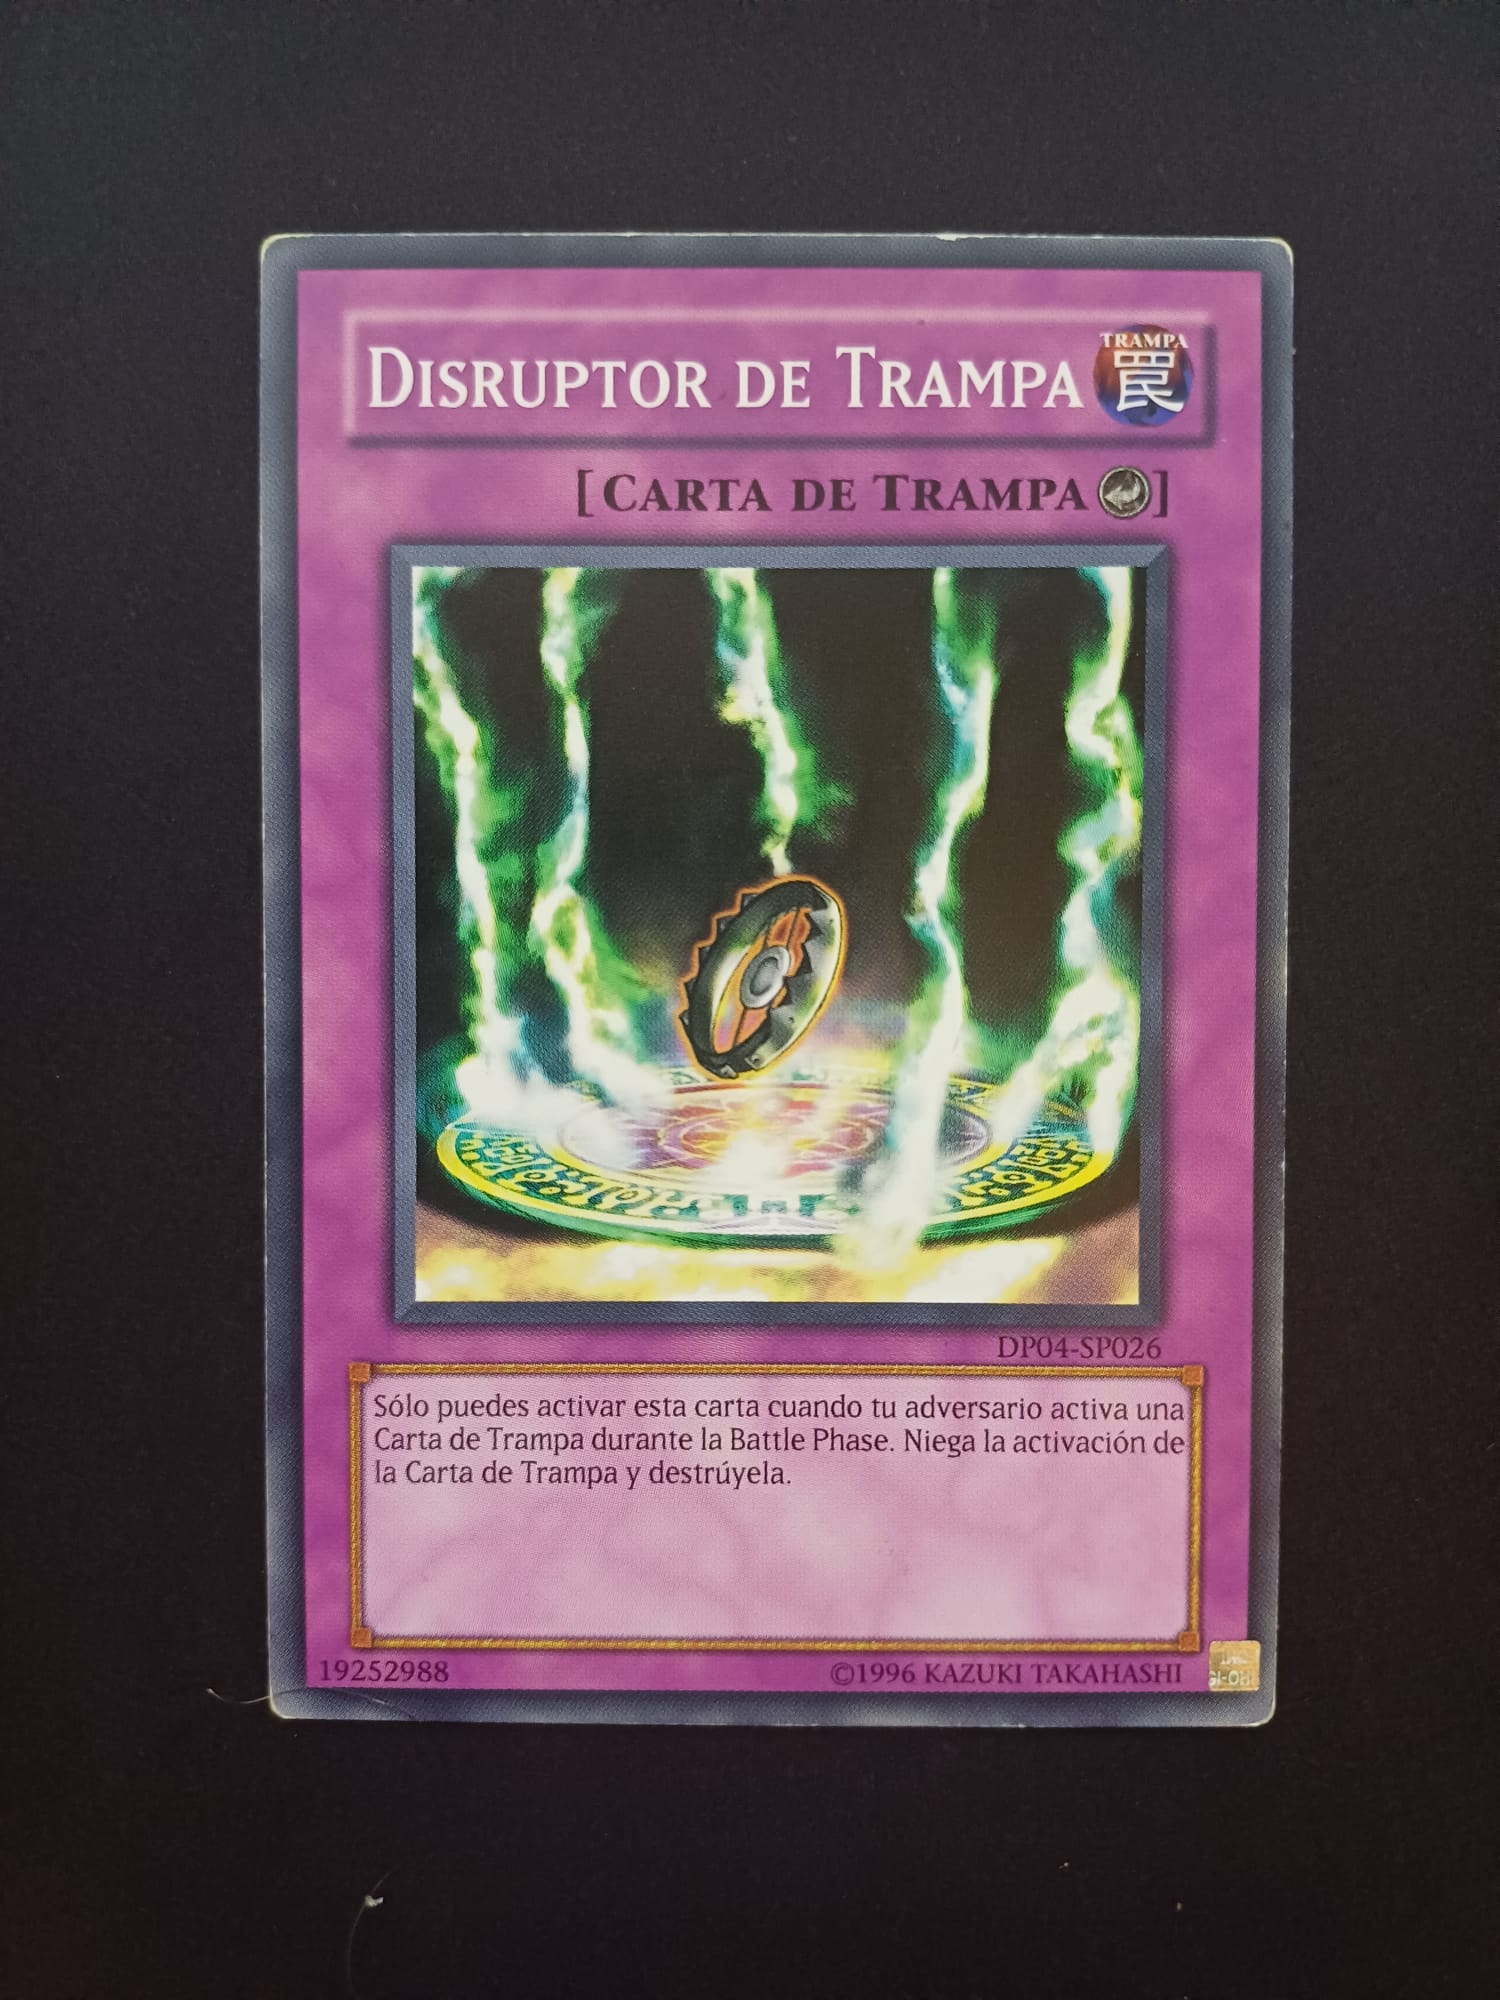 DISRUPTOR DE TRAMPA
TRAMPA
罠
[CARTA DE TRAMPA]
DP04-SP026
Sólo puedes activar esta carta cuando tu adversario activa una
Carta de Trampa durante la Battle Phase. Niega la activación de
la Carta de Trampa y destrúyela.
19252988
©1996 KAZUKI TAKAHASHI